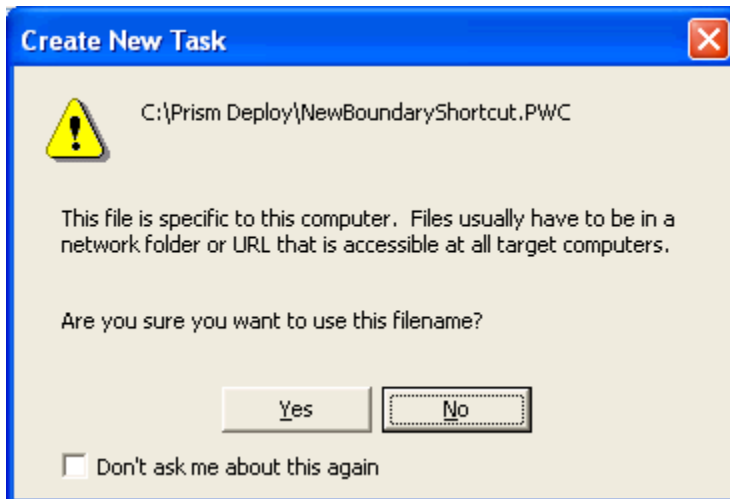 Create New Task
C:\Prism Deploy\NewBoundaryShortcut.PWC
This file is specific to this computer.  Files usually have to be in a
network folder or URL that is accessible at all target computers.
Are you sure you want to use this filename?
Yes
No
Don't ask me about this again